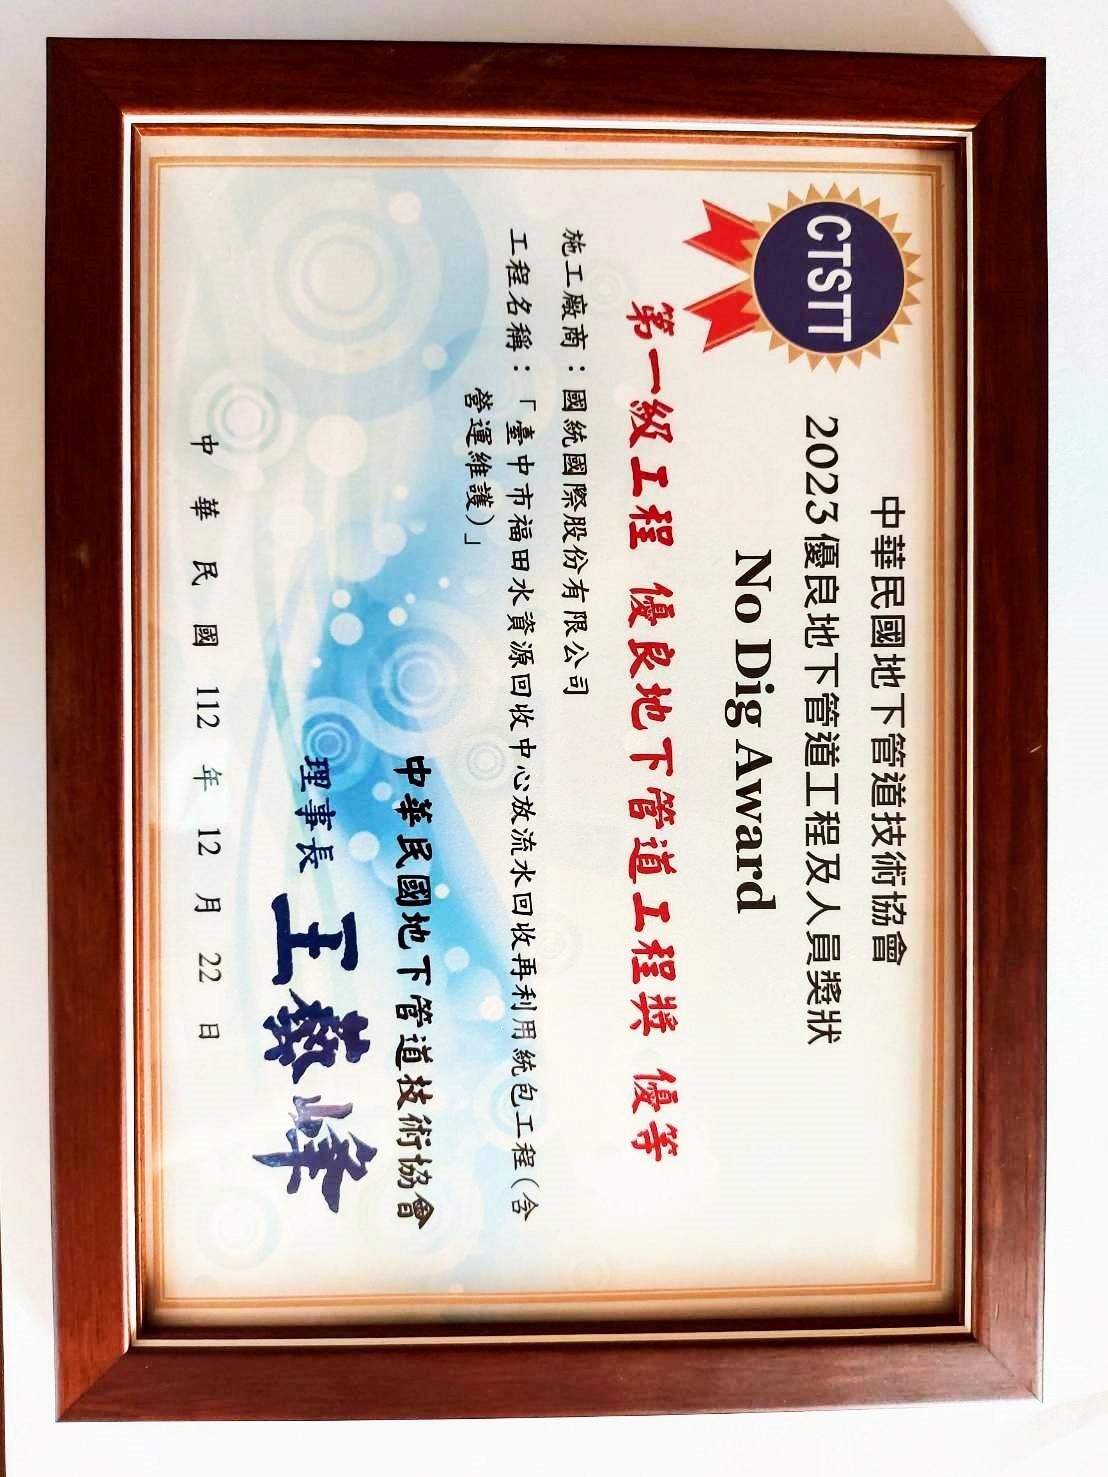 CTSTT
中華民國地下管道技術協會
2023優良地下管道工程及人員獎狀
No Dig Award
第一級工程 優良地下管道工程獎 優等
施工廠商：國統國際股份有限公司
工程名稱：「臺中市福田水資源回收中心放流水回收再利用統包工程(含
營運維護)」
中華民國地下管道技術協會
理事長 王藝峰
中華民國 112 年 12 月 22 日